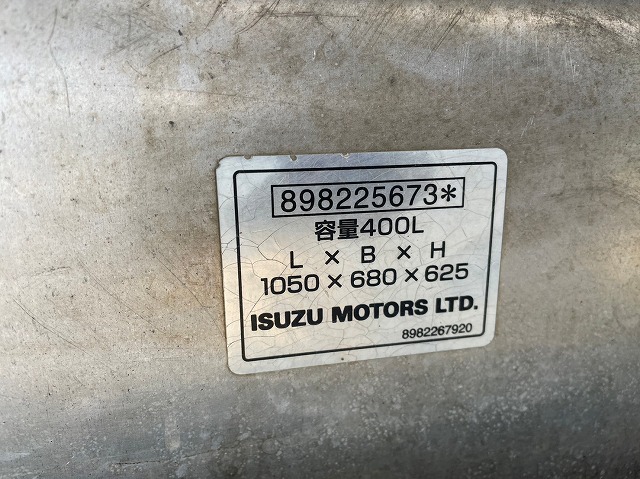 898225673*
容量400L
L × B × H
1050×680×625
ISUZU MOTORS LTD.
8982267920